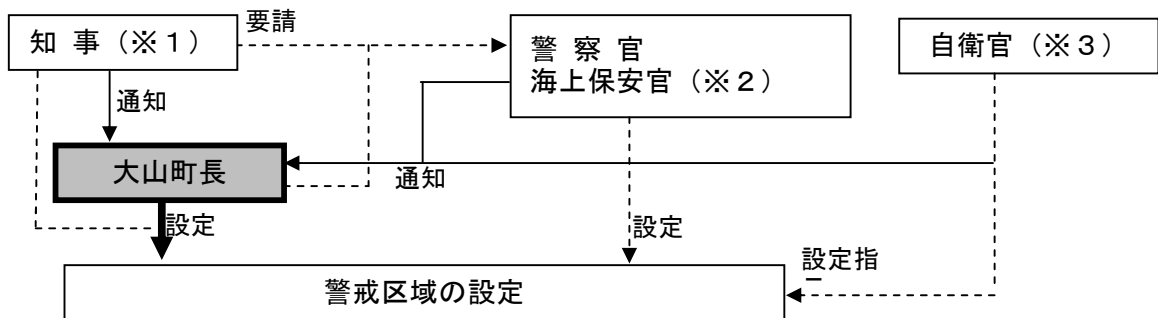 要請
知 事（※１）
警 察 官
海上保安官（※２）
自衛官（※３）
通知
大山町長
通知
設定
設定
設定指
警戒区域の設定